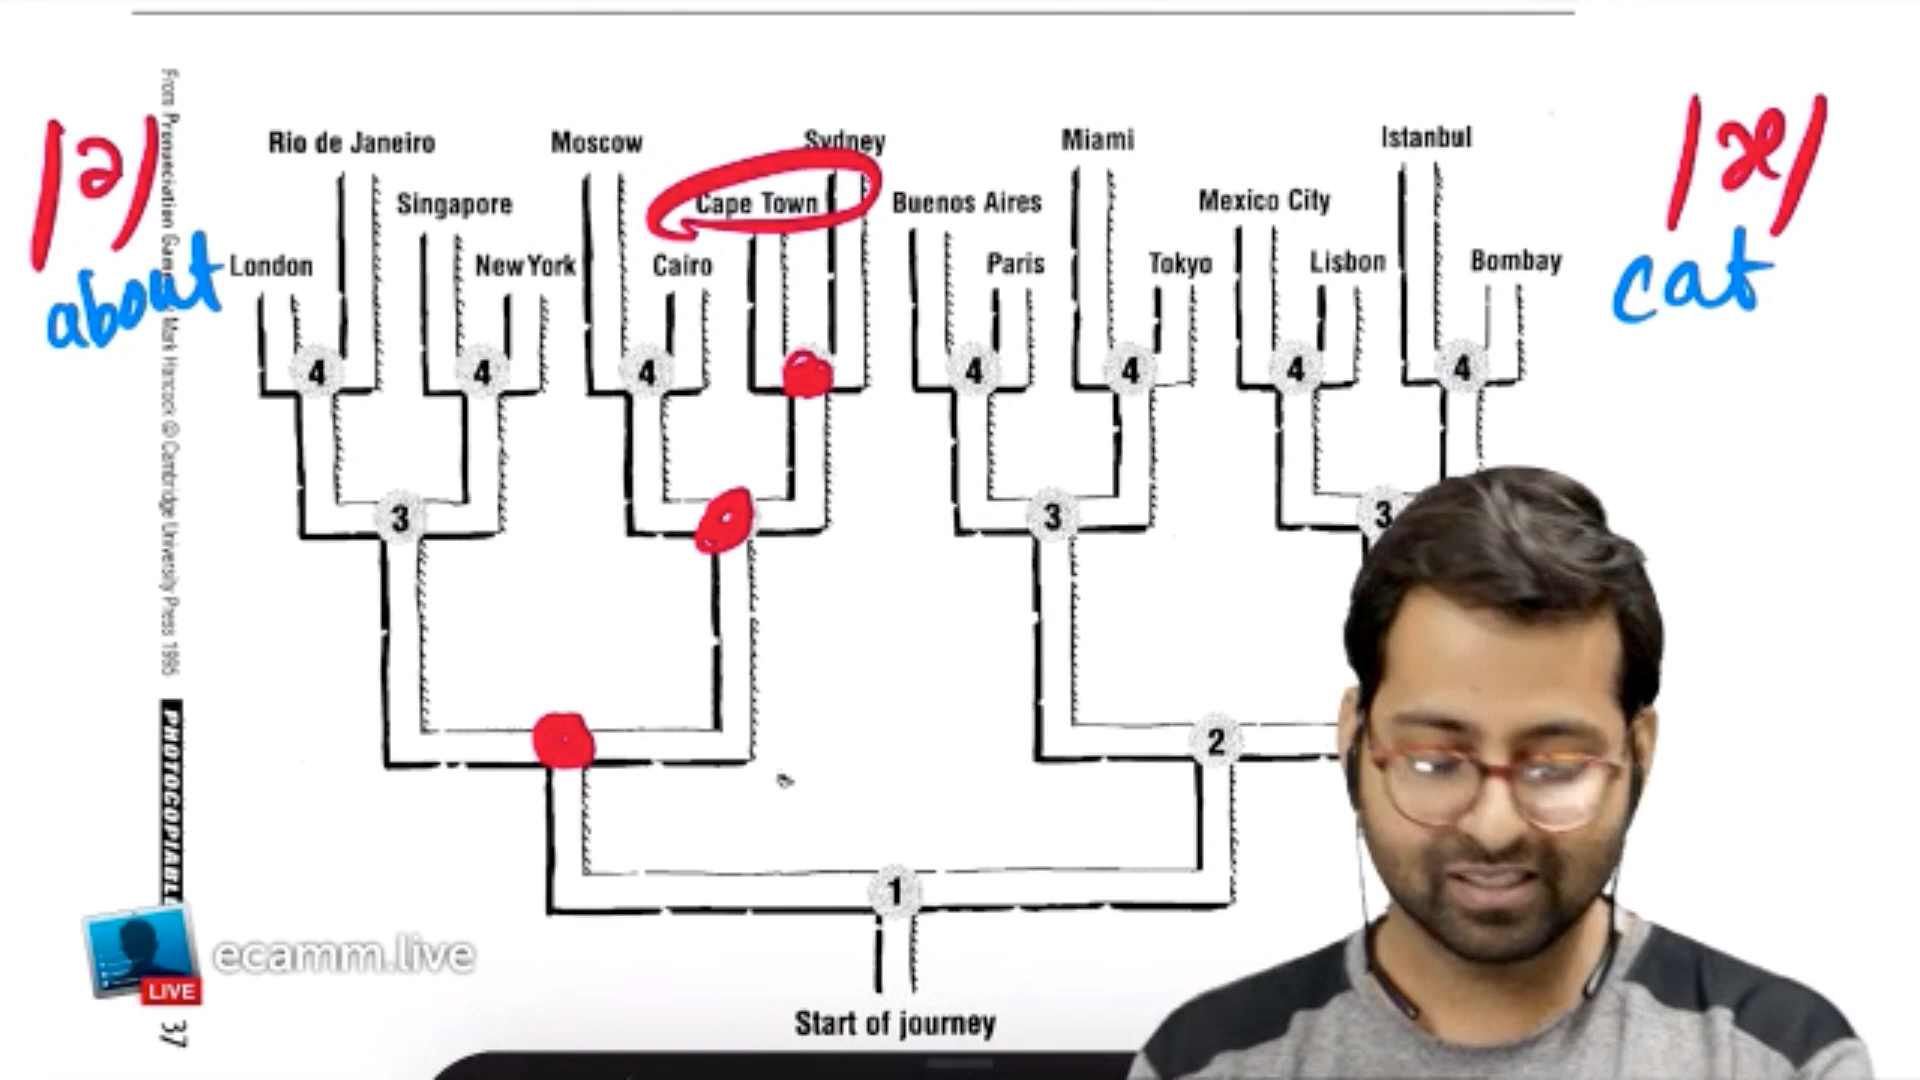 From Pronunciation Games Mark Hancock © Cambridge University Press 1995
PHOTOCOPIABLE
37
/ə/
about
/æ/
cat
Rio de Janeiro
Moscow
Sydney
Miami
Istanbul
Singapore
Cape Town
Buenos Aires
Mexico City
London
New York
Cairo
Paris
Tokyo
Lisbon
Bombay
4 4 4 4 4 4 4
3 3 3
2
1
Start of journey
ecamm.live
LIVE